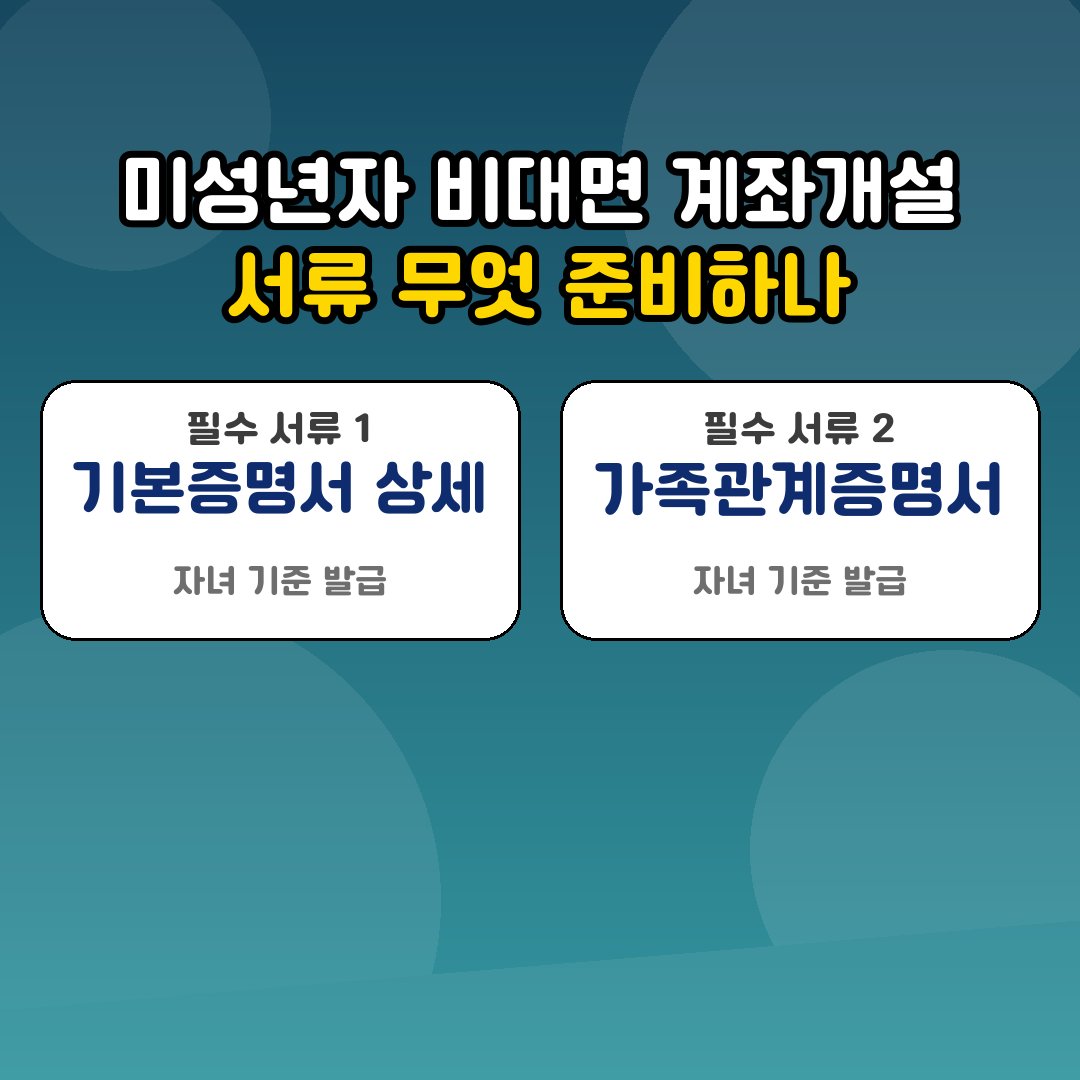 미성년자 비대면 계좌개설
서류 무엇 준비하나
필수 서류 1
기본증명서 상세
자녀 기준 발급
필수 서류 2
가족관계증명서
자녀 기준 발급